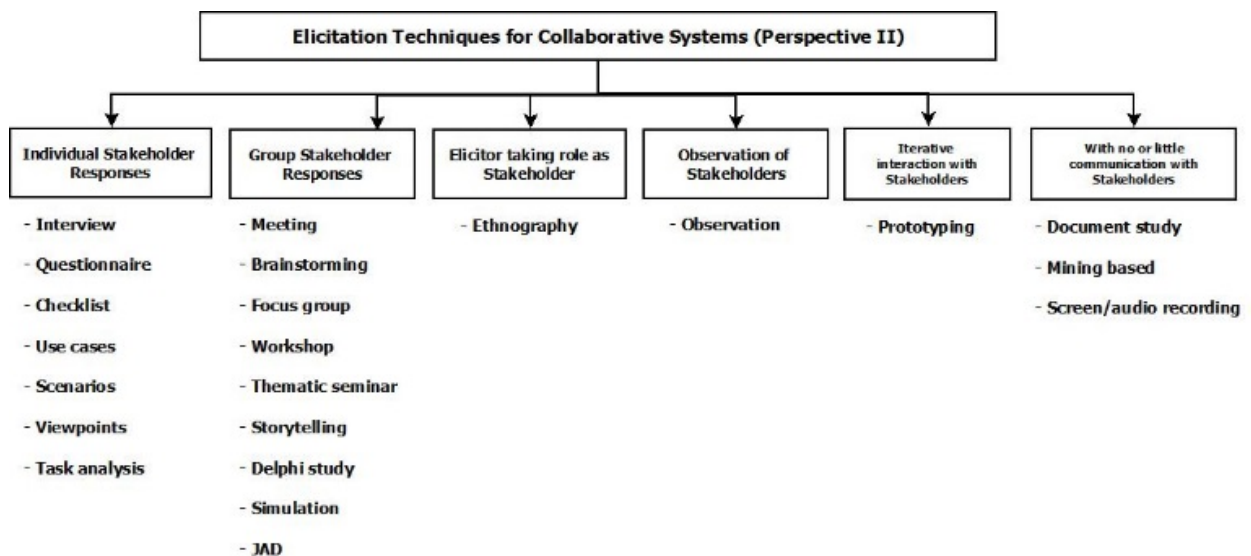 Elicitation Techniques for Collaborative Systems (Perspective II)
Individual Stakeholder
Responses
- Interview
- Questionnaire
- Checklist
- Use cases
- Scenarios
- Viewpoints
- Task analysis
Group Stakeholder
Responses
- Meeting
- Brainstorming
- Focus group
- Workshop
- Thematic seminar
- Storytelling
- Delphi study
- Simulation
- JAD
Elicitor taking role as
Stakeholder
- Ethnography
Observation of
Stakeholders
- Observation
Iterative
interaction with
Stakeholders
- Prototyping
With no or little
communication with
Stakeholders
- Document study
- Mining based
- Screen/audio recording